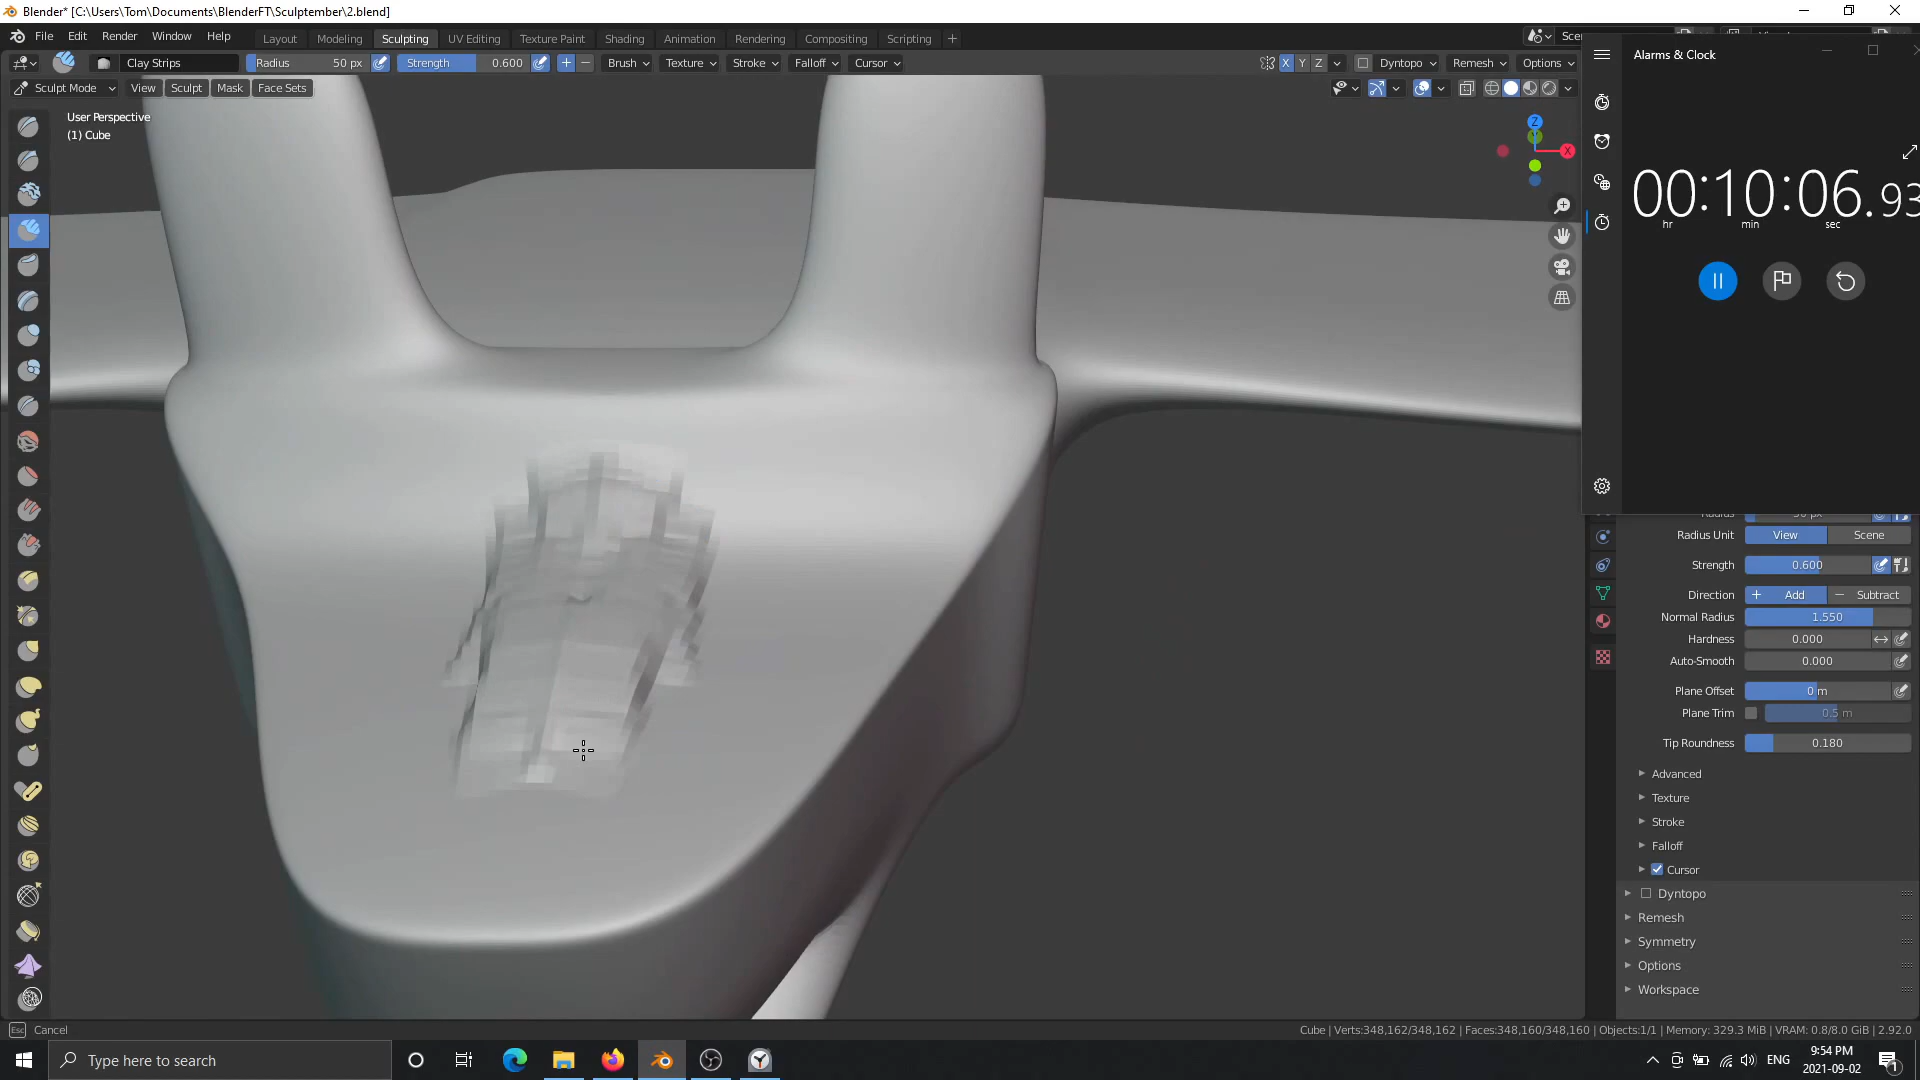 Blender* [C:\Users\Tom\Documents\BlenderFT\Sculptember\2.blend]
File Edit Render Window Help Layout Modeling Sculpting UV Editing Texture Paint Shading Animation Rendering Compositing Scripting +
Clay Strips Radius 50 px Strength 0.600 Brush Texture Stroke Falloff Cursor X Y Z Dyntopo Remesh Options
Sculpt Mode View Sculpt Mask Face Sets
User Perspective
(1) Cube
Z
X
Alarms & Clock
00:10:06.93
hr min sec
Radius Unit View Scene
Strength 0.600
Direction + Add − Subtract
Normal Radius 1.550
Hardness 0.000
Auto-Smooth 0.000
Plane Offset 0 m
Plane Trim 0.5 m
Tip Roundness 0.180
Advanced
Texture
Stroke
Falloff
Cursor
Dyntopo
Remesh
Symmetry
Options
Workspace
Esc Cancel
Cube | Verts:348,162/348,162 | Faces:348,160/348,160 | Objects:1/1 | Memory: 329.3 MiB | VRAM: 0.8/8.0 GiB | 2.92.0
Type here to search
ENG
9:54 PM
2021-09-02
1